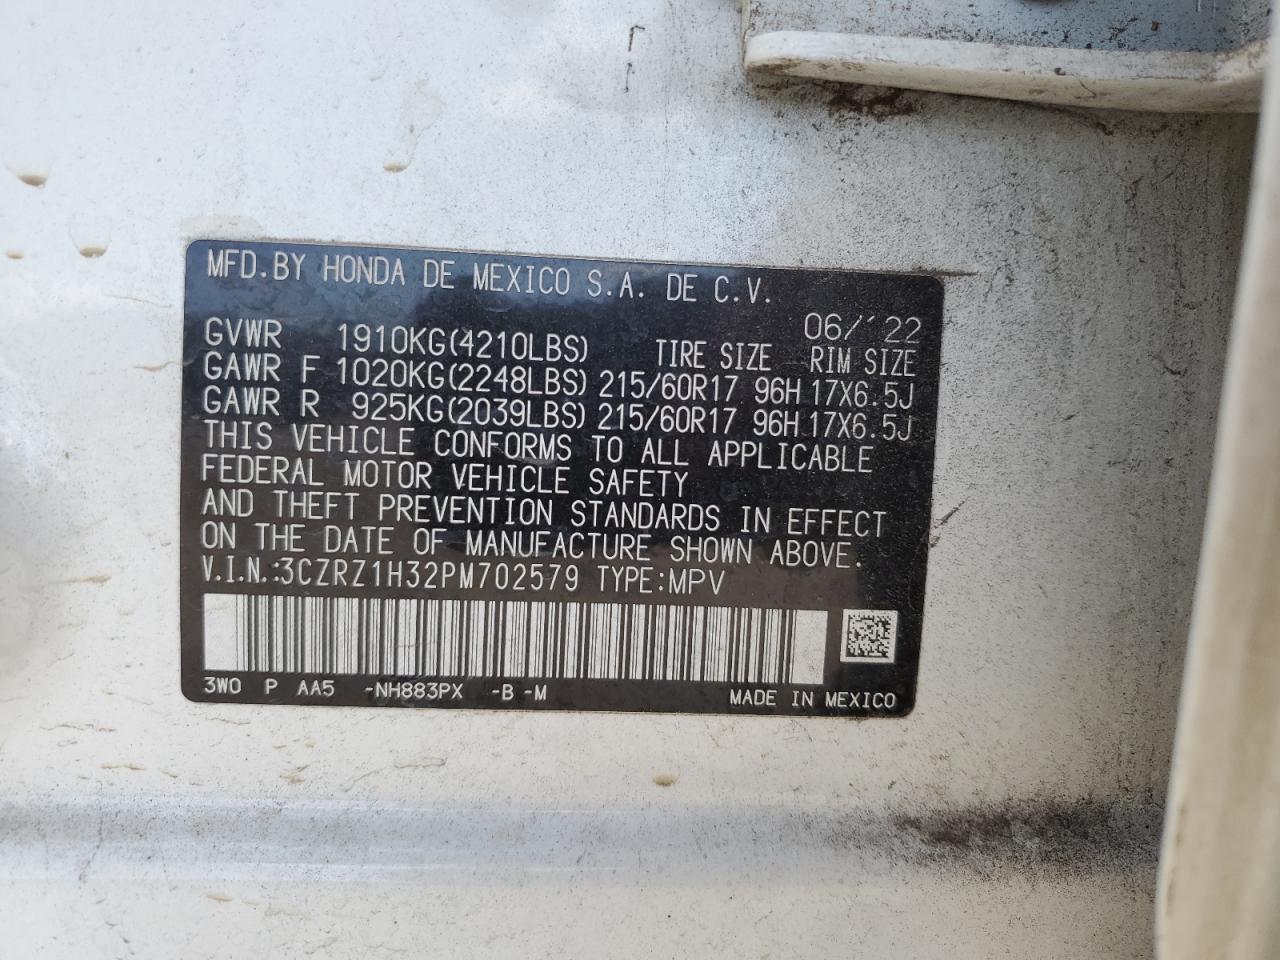 MFD.BY HONDA DE MEXICO S.A. DE C.V.
06/'22
GVWR 1910KG(4210LBS) TIRE SIZE RIM SIZE
GAWR F 1020KG(2248LBS) 215/60R17 96H 17X6.5J
GAWR R 925KG(2039LBS) 215/60R17 96H 17X6.5J
THIS VEHICLE CONFORMS TO ALL APPLICABLE
FEDERAL MOTOR VEHICLE SAFETY
AND THEFT PREVENTION STANDARDS IN EFFECT
ON THE DATE OF MANUFACTURE SHOWN ABOVE.
V.I.N.:3CZRZ1H32PM702579 TYPE:MPV
3W0 P AA5 -NH883PX -B -M MADE IN MEXICO